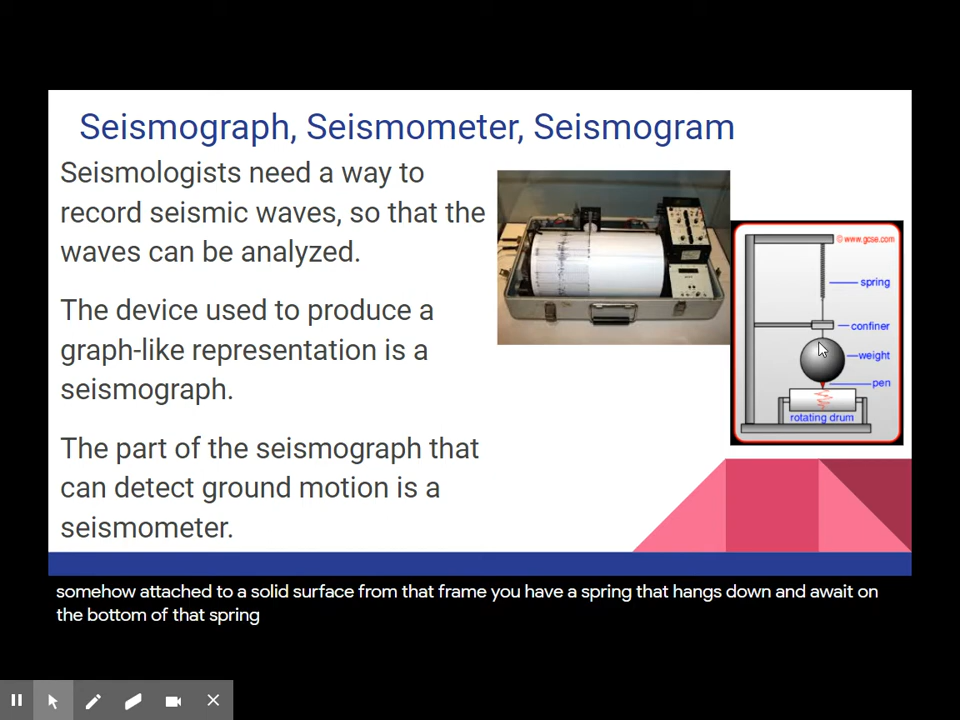 Seismograph, Seismometer, Seismogram
Seismologists need a way to
record seismic waves, so that the
waves can be analyzed.
The device used to produce a
graph-like representation is a
seismograph.
The part of the seismograph that
can detect ground motion is a
seismometer.
© www.gcse.com
spring
confiner
weight
pen
rotating drum
somehow attached to a solid surface from that frame you have a spring that hangs down and await on
the bottom of that spring